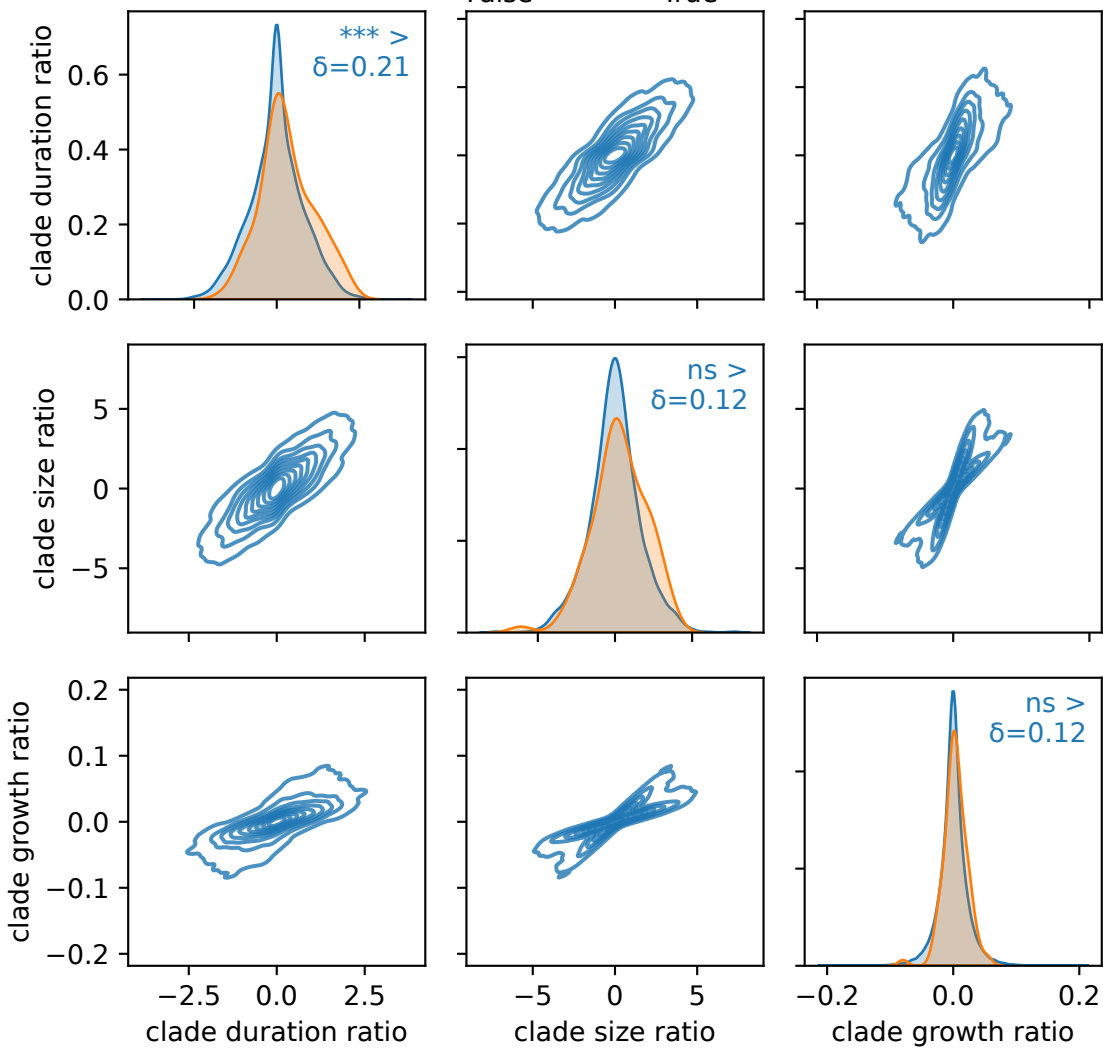 clade duration ratio
0.6
0.4
0.2
0.0
*** >
δ=0.21
clade size ratio
5
0
−5
ns >
δ=0.12
clade growth ratio
0.2
0.1
0.0
−0.1
−0.2
ns >
δ=0.12
−2.5 0.0 2.5
−5 0 5
−0.2 0.0 0.2
clade duration ratio
clade size ratio
clade growth ratio